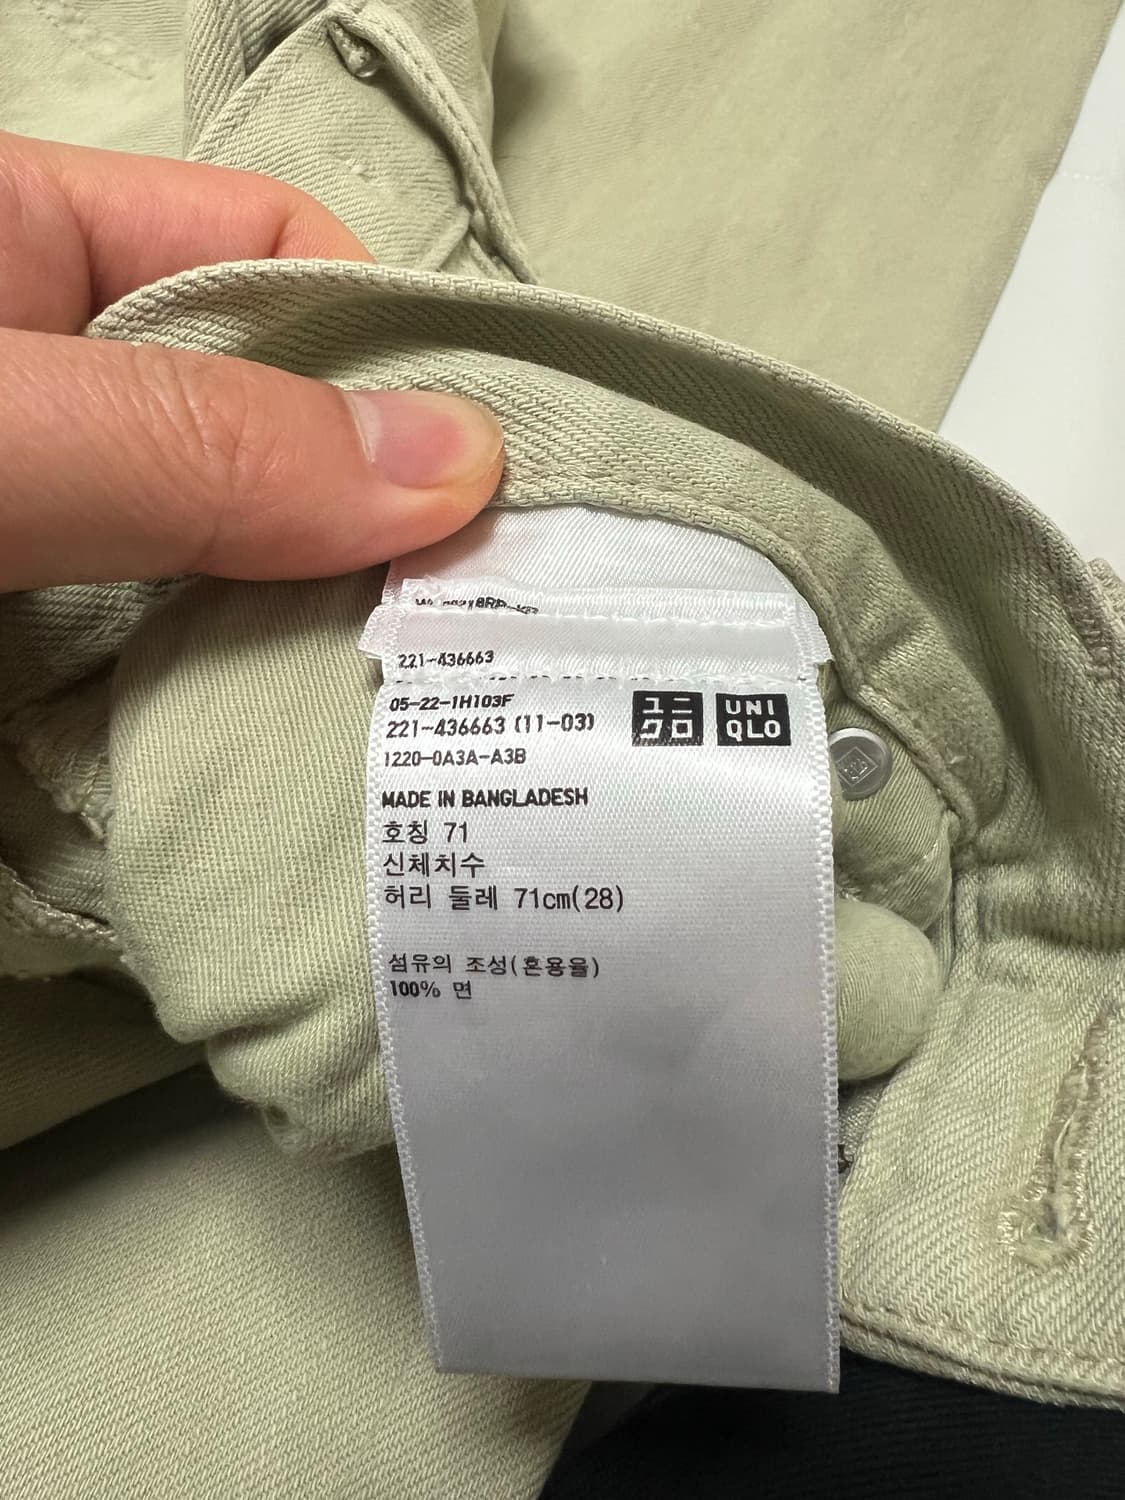 221-436663
05-22-1H103F
221-436663 (11-03)
ユニ
クロ
UNI
QLO
1220-0A3A-A3B
MADE IN BANGLADESH
호칭 71
신체치수
허리 둘레 71cm(28)
섬유의 조성(혼용율)
100% 면